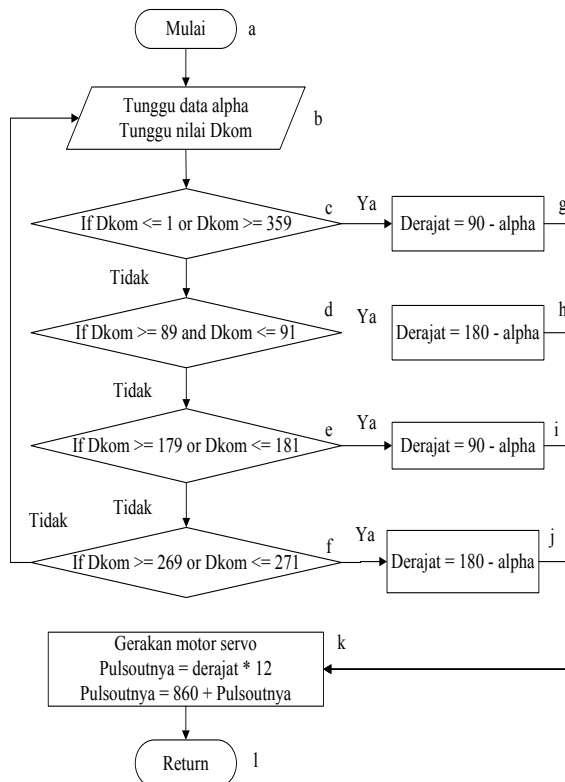 Mulai
a
Tunggu data alpha
Tunggu nilai Dkom
b
If Dkom <= 1 or Dkom >= 359
c
Ya
Derajat = 90 - alpha
g
Tidak
If Dkom >= 89 and Dkom <= 91
d
Ya
Derajat = 180 - alpha
h
Tidak
If Dkom >= 179 or Dkom <= 181
e
Ya
Derajat = 90 - alpha
i
Tidak
Tidak
If Dkom >= 269 or Dkom <= 271
f
Ya
Derajat = 180 - alpha
j
Gerakan motor servo
Pulsoutnya = derajat * 12
Pulsoutnya = 860 + Pulsoutnya
k
Return
l